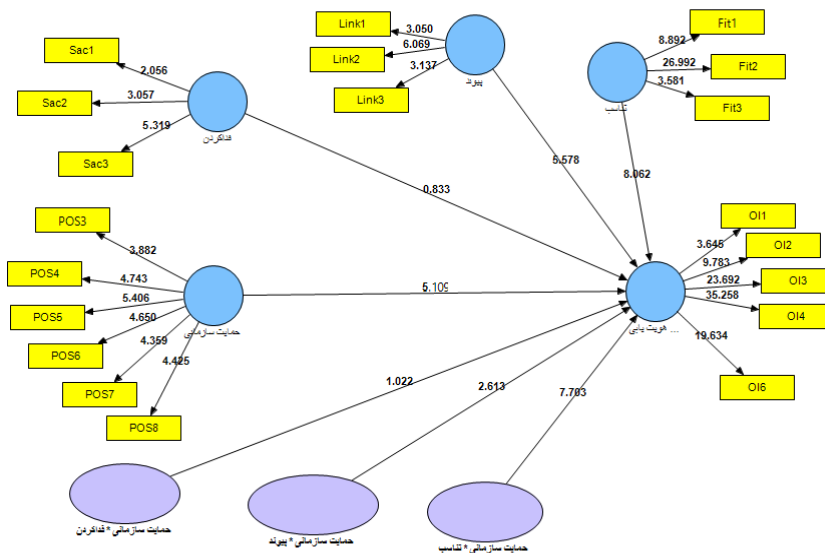 Link1
3.050
Fit1
8.892
Sac1
2.056
Link2
6.069
26.992
Fit2
پیوند
3.137
3.581
Sac2
3.057
Link3
تناسب
Fit3
فداکردن
5.319
Sac3
5.578
8.062
0.833
POS3
3.882
OI1
3.645
OI2
9.783
POS4
4.743
23.692
OI3
5.109
POS5
5.406
35.258
OI4
4.650
حمایت سازمانی
هویت یابی ...
POS6
4.359
4.425
19.634
POS7
OI6
1.022
2.613
7.703
POS8
حمایت سازمانی * فداکردن
حمایت سازمانی * پیوند
حمایت سازمانی * تناسب